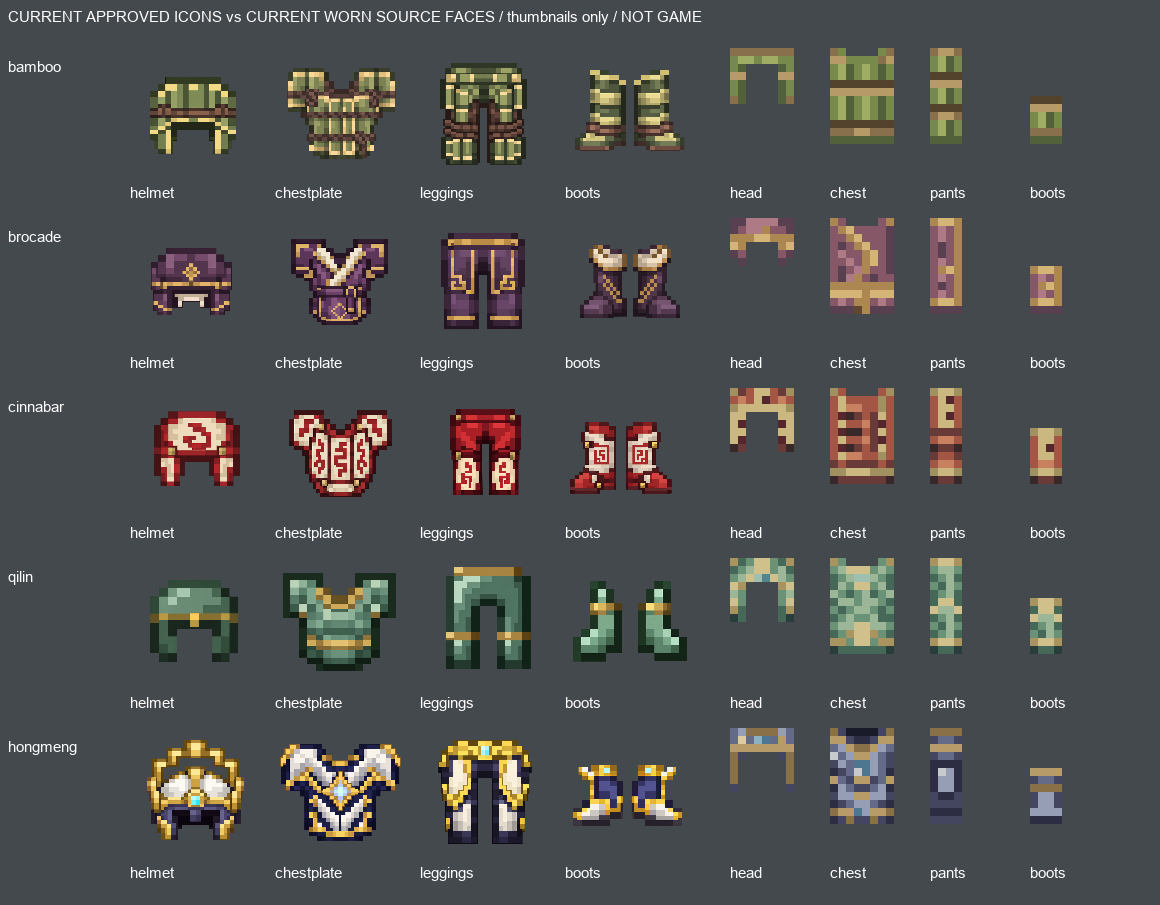 CURRENT APPROVED ICONS vs CURRENT WORN SOURCE FACES / thumbnails only / NOT GAME
bamboo
helmet chestplate leggings boots head chest pants boots
brocade
helmet chestplate leggings boots head chest pants boots
cinnabar
helmet chestplate leggings boots head chest pants boots
qilin
helmet chestplate leggings boots head chest pants boots
hongmeng
helmet chestplate leggings boots head chest pants boots